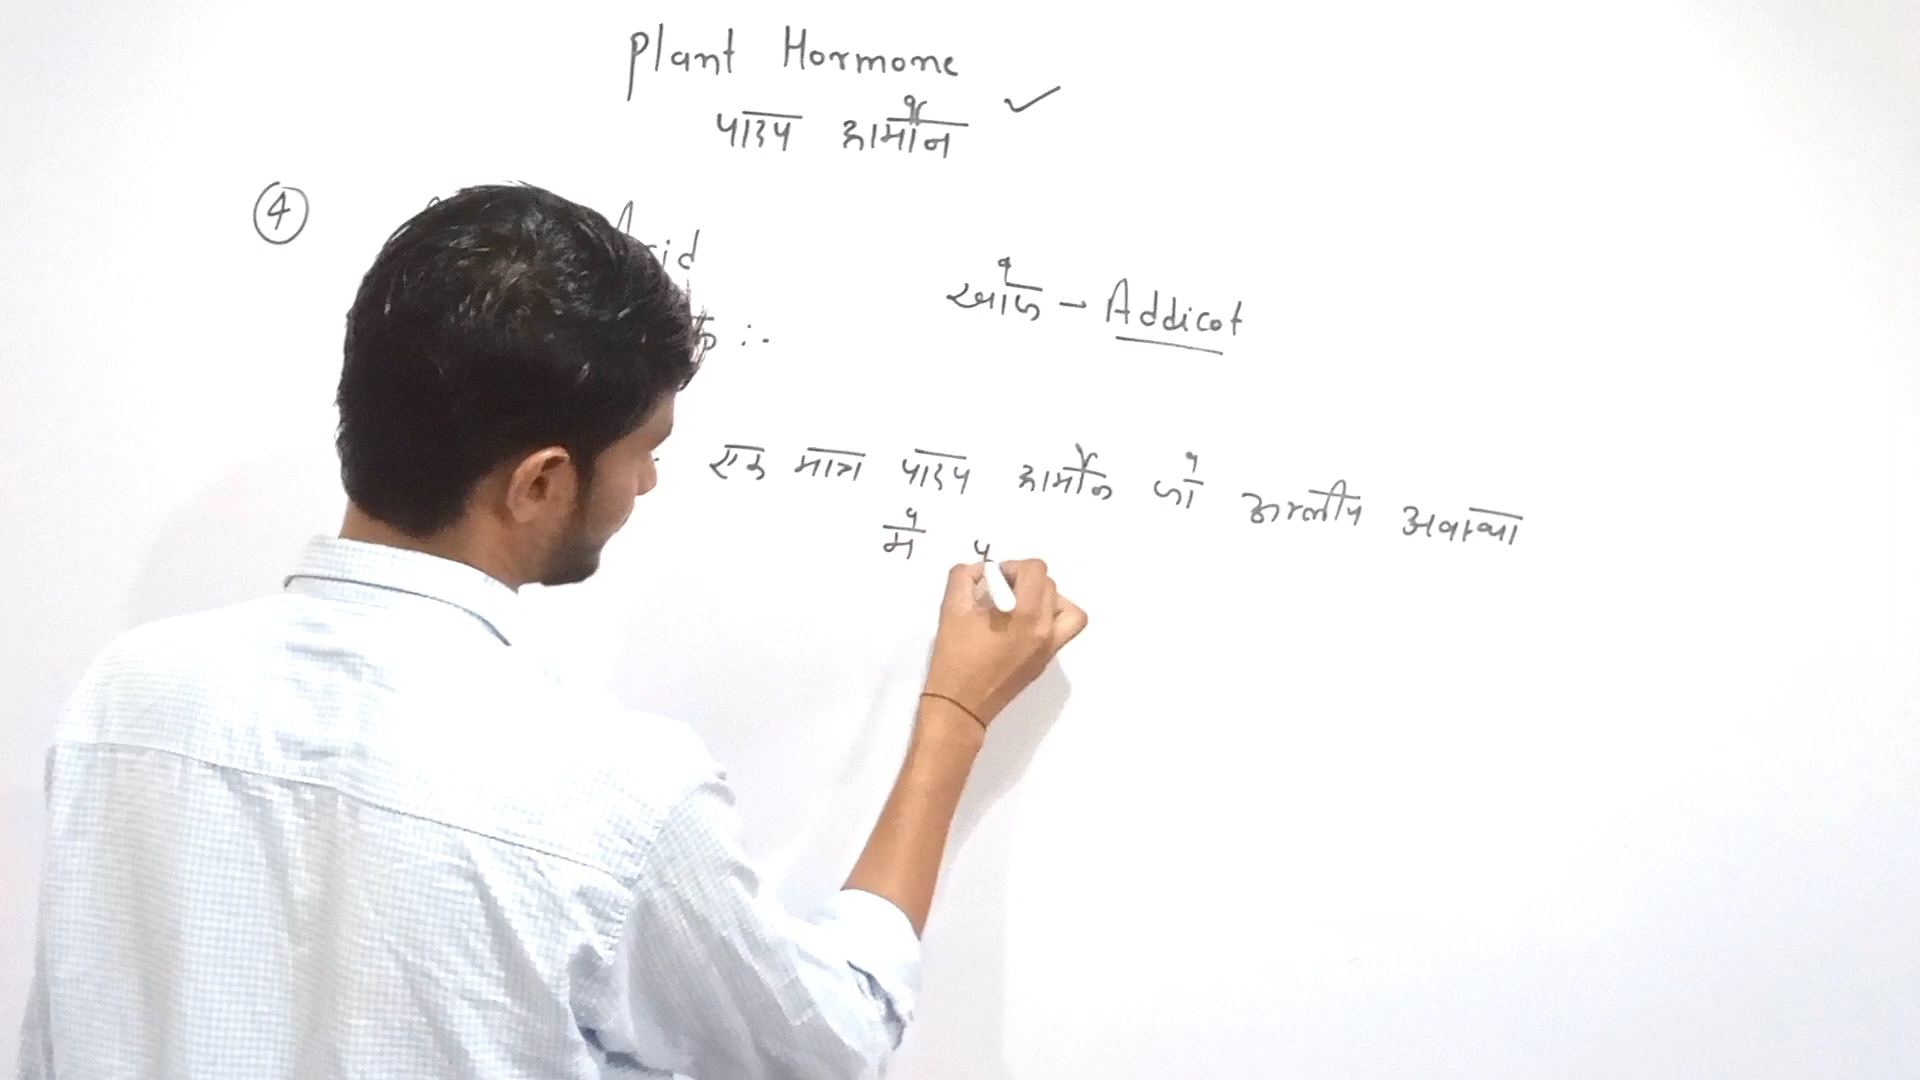 Plant Hormone
पादप हार्मोन ✓
④ Acid
खोज - Addicot
एक मात्र पादप हार्मोन जो अम्लीय अवस्था
में